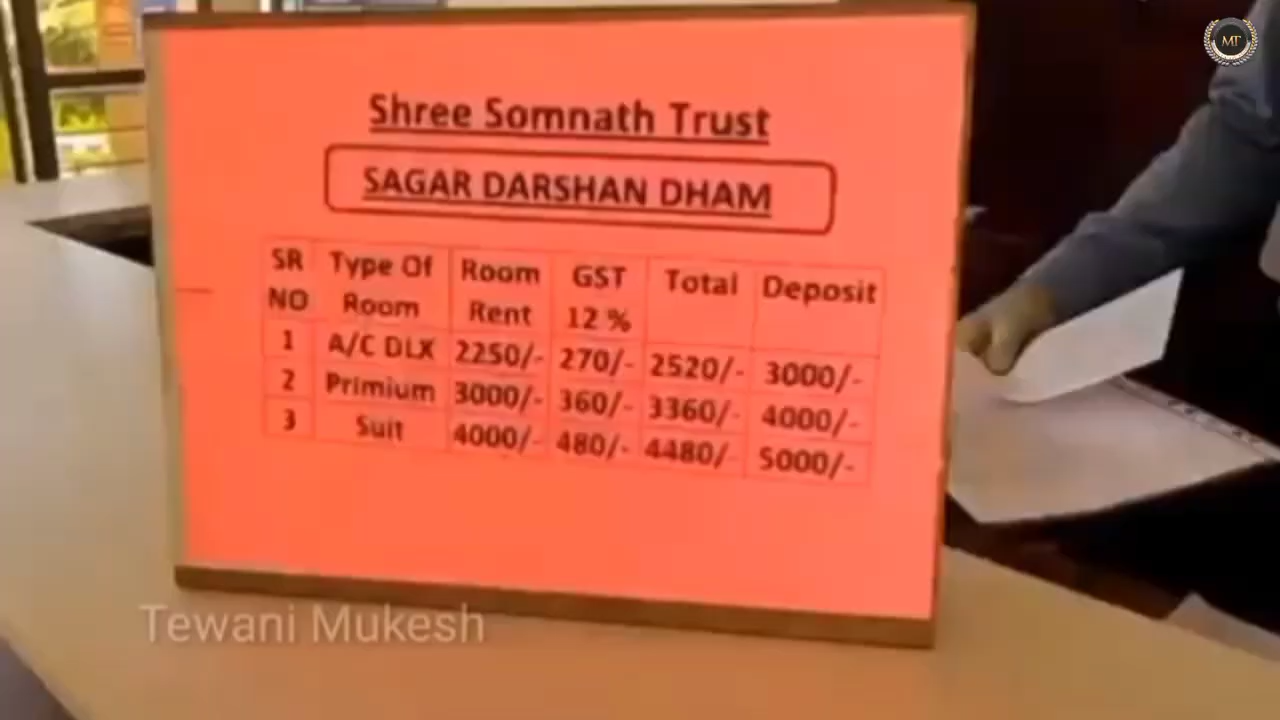 MT
Shree Somnath Trust
SAGAR DARSHAN DHAM
SR NO Type Of Room Room Rent GST 12 % Total Deposit
1 A/C DLX 2250/- 270/- 2520/- 3000/-
2 Primium 3000/- 360/- 3360/- 4000/-
3 Suit 4000/- 480/- 4480/- 5000/-
Tewani Mukesh